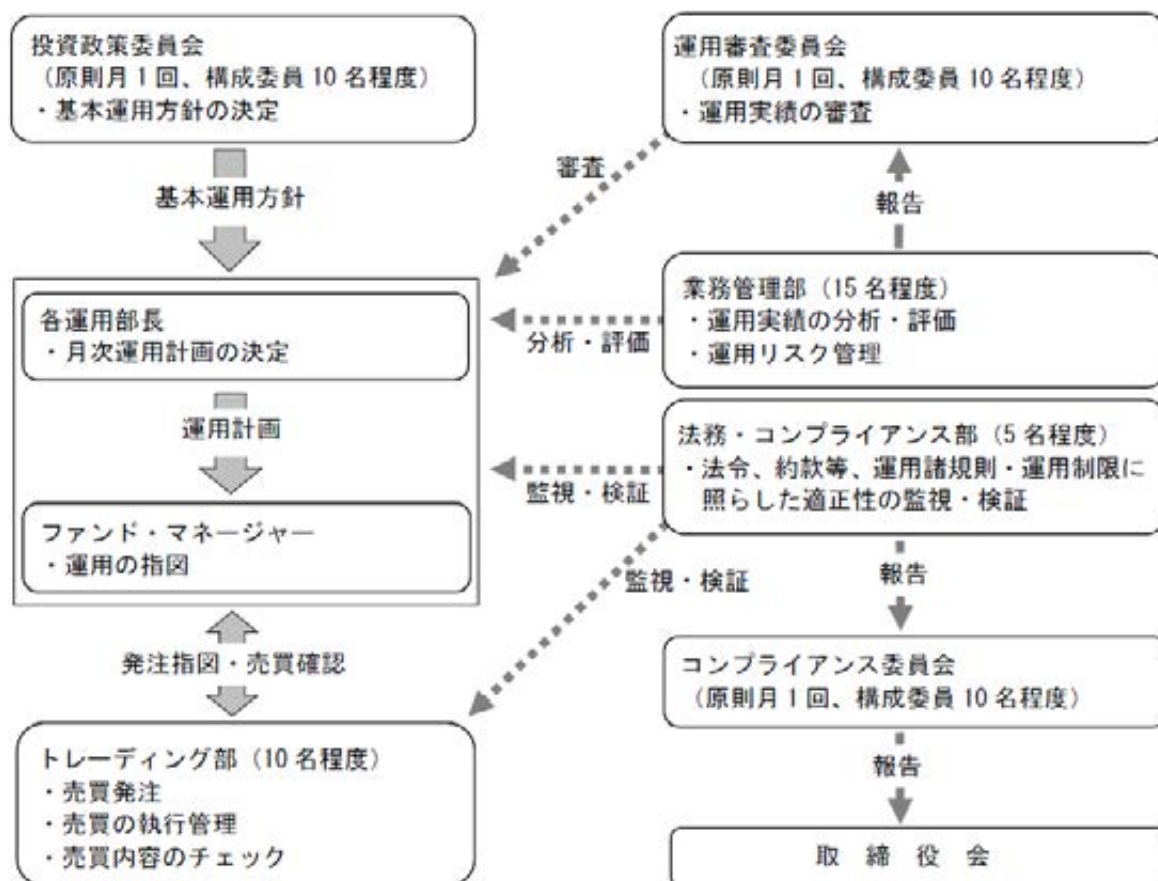 投資政策委員会
(原則月1回、構成委員10名程度)
・基本運用方針の決定
基本運用方針
各運用部長
・月次運用計画の決定
運用計画
ファンド・マネージャー
・運用の指図
発注指図・売買確認
トレーディング部(10名程度)
・売買発注
・売買の執行管理
・売買内容のチェック
運用審査委員会
(原則月1回、構成委員10名程度)
・運用実績の審査
審査
報告
業務管理部(15名程度)
・運用実績の分析・評価
・運用リスク管理
分析・評価
法務・コンプライアンス部(5名程度)
・法令、約款等、運用諸規則・運用制限に
照らした適正性の監視・検証
監視・検証
監視・検証
報告
コンプライアンス委員会
(原則月1回、構成委員10名程度)
報告
取 締 役 会